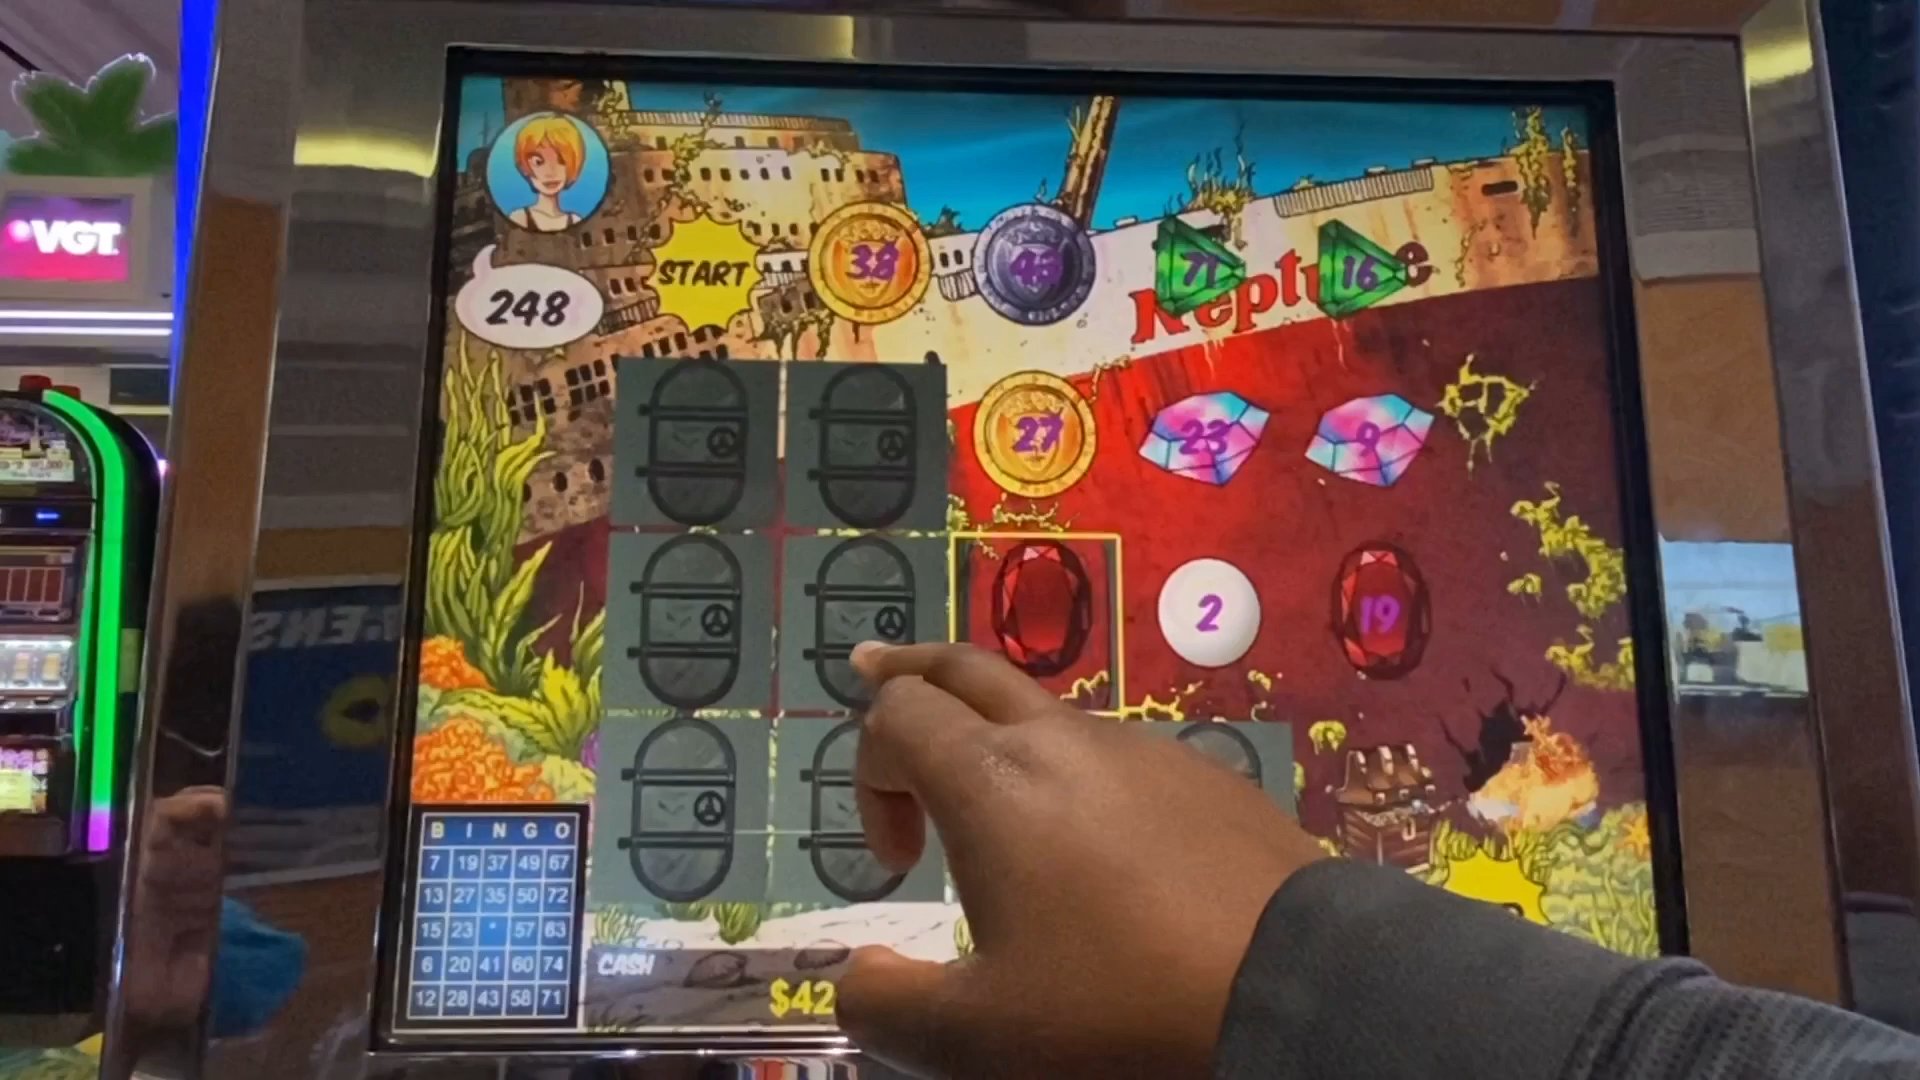 VGT
248
START
38
43
71
16
Neptune
27
23
9
2
19
B I N G O
7 19 37 49 67
13 27 35 50 72
15 23 * 57 63
6 20 41 60 74
12 28 43 58 71
CASH
$42